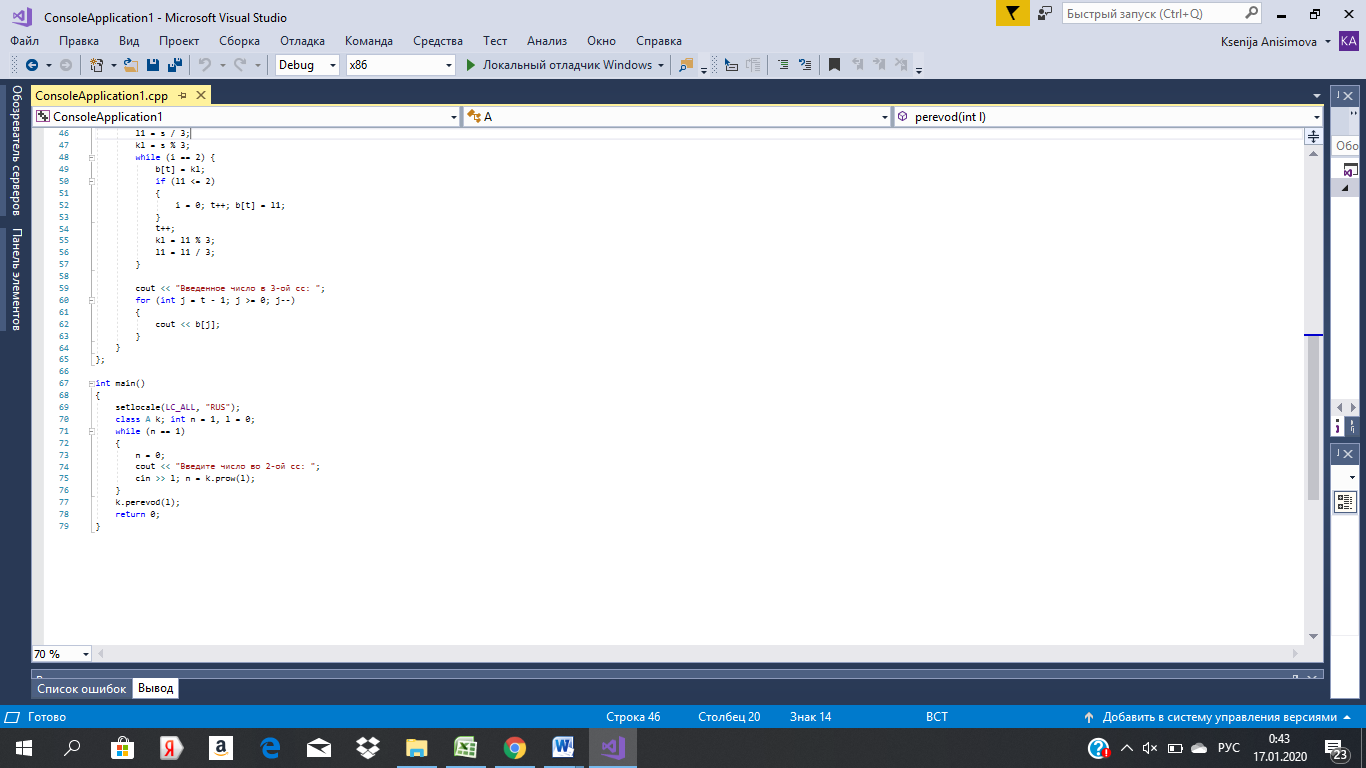 ConsoleApplication1 - Microsoft Visual Studio
Быстрый запуск (Ctrl+Q)
Файл Правка Вид Проект Сборка Отладка Команда Средства Тест Анализ Окно Справка
Ksenija Anisimova KA
Debug x86 Локальный отладчик Windows
Обозреватель серверов
Панель элементов
ConsoleApplication1.cpp
ConsoleApplication1 A perevod(int l)
Обо
46 l1 = s / 3;
47 kl = s % 3;
48 while (i == 2) {
49 b[t] = kl;
50 if (l1 <= 2)
51 {
52 i = 0; t++; b[t] = l1;
53 }
54 t++;
55 kl = l1 % 3;
56 l1 = l1 / 3;
57 }
58
59 cout << "Введенное число в 3-ой сс: ";
60 for (int j = t - 1; j >= 0; j--)
61 {
62 cout << b[j];
63 }
64 }
65 };
66
67 int main()
68 {
69 setlocale(LC_ALL, "RUS");
70 class A k; int n = 1, l = 0;
71 while (n == 1)
72 {
73 n = 0;
74 cout << "Введите число во 2-ой сс: ";
75 cin >> l; n = k.prow(l);
76 }
77 k.perevod(l);
78 return 0;
79 }
70 %
Список ошибок Вывод
Готово Строка 46 Столбец 20 Знак 14 ВСТ Добавить в систему управления версиями
РУС
0:43
17.01.2020
23